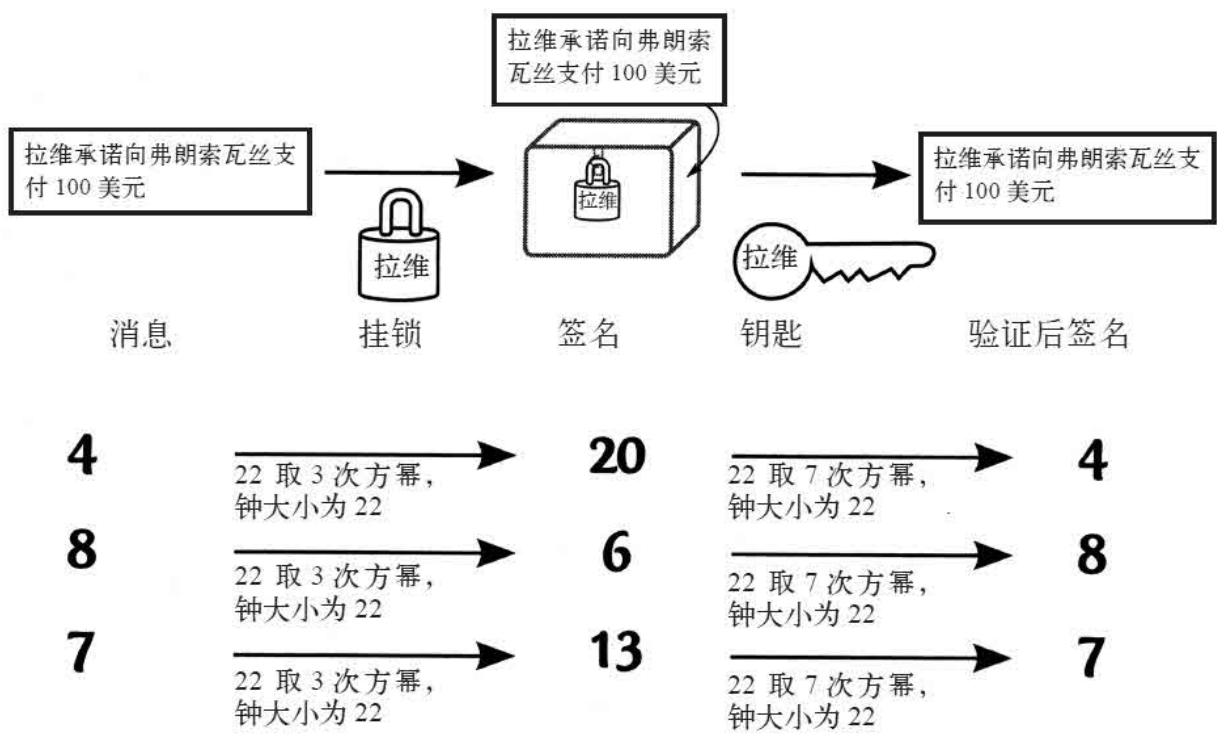 拉维承诺向弗朗索
瓦丝支付 100 美元
拉维承诺向弗朗索瓦丝支
付 100 美元
拉维
拉维
拉维
拉维承诺向弗朗索瓦丝支
付 100 美元
消息
挂锁
签名
钥匙
验证后签名
4
22 取 3 次方幂，
钟大小为 22
20
22 取 7 次方幂，
钟大小为 22
4
8
22 取 3 次方幂，
钟大小为 22
6
22 取 7 次方幂，
钟大小为 22
8
7
22 取 3 次方幂，
钟大小为 22
13
22 取 7 次方幂，
钟大小为 22
7